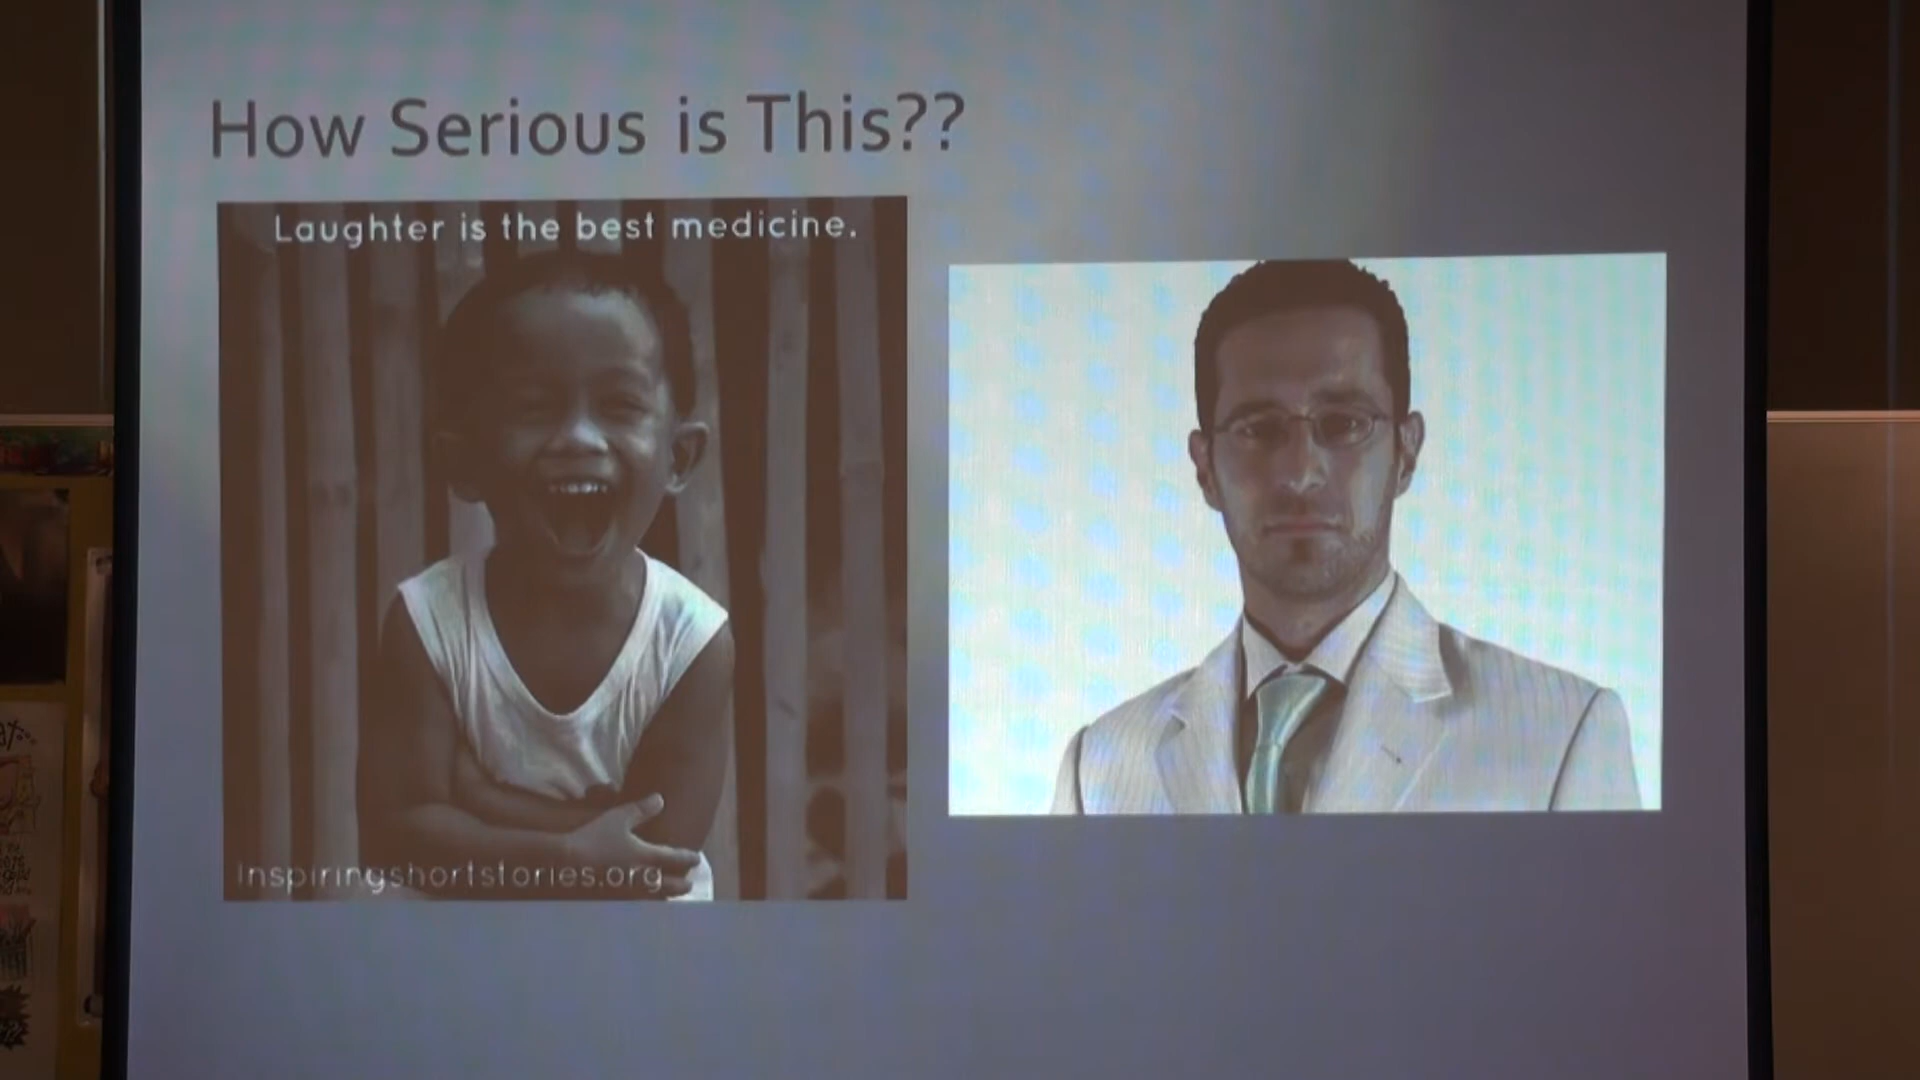 How Serious is This??
Laughter is the best medicine.
Inspiringshortstories.org